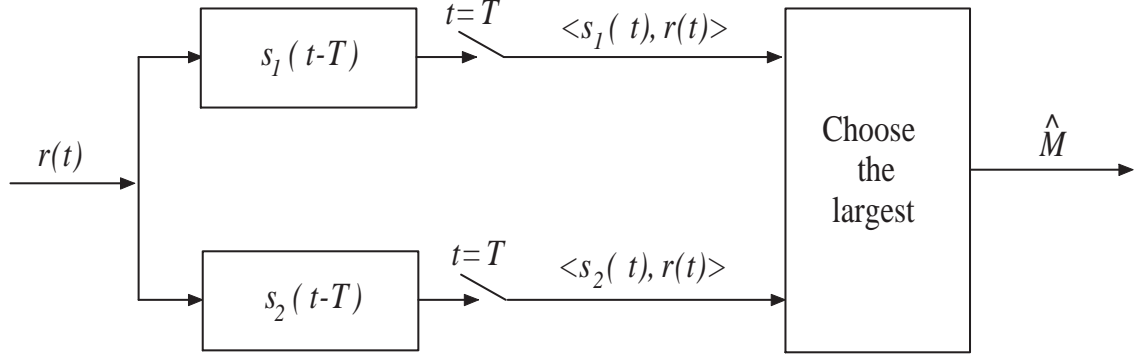 t=T
<s1( t), r(t)>
s1( t-T)
Choose
the
largest
M̂
r(t)
t=T
<s2( t), r(t)>
s2( t-T)